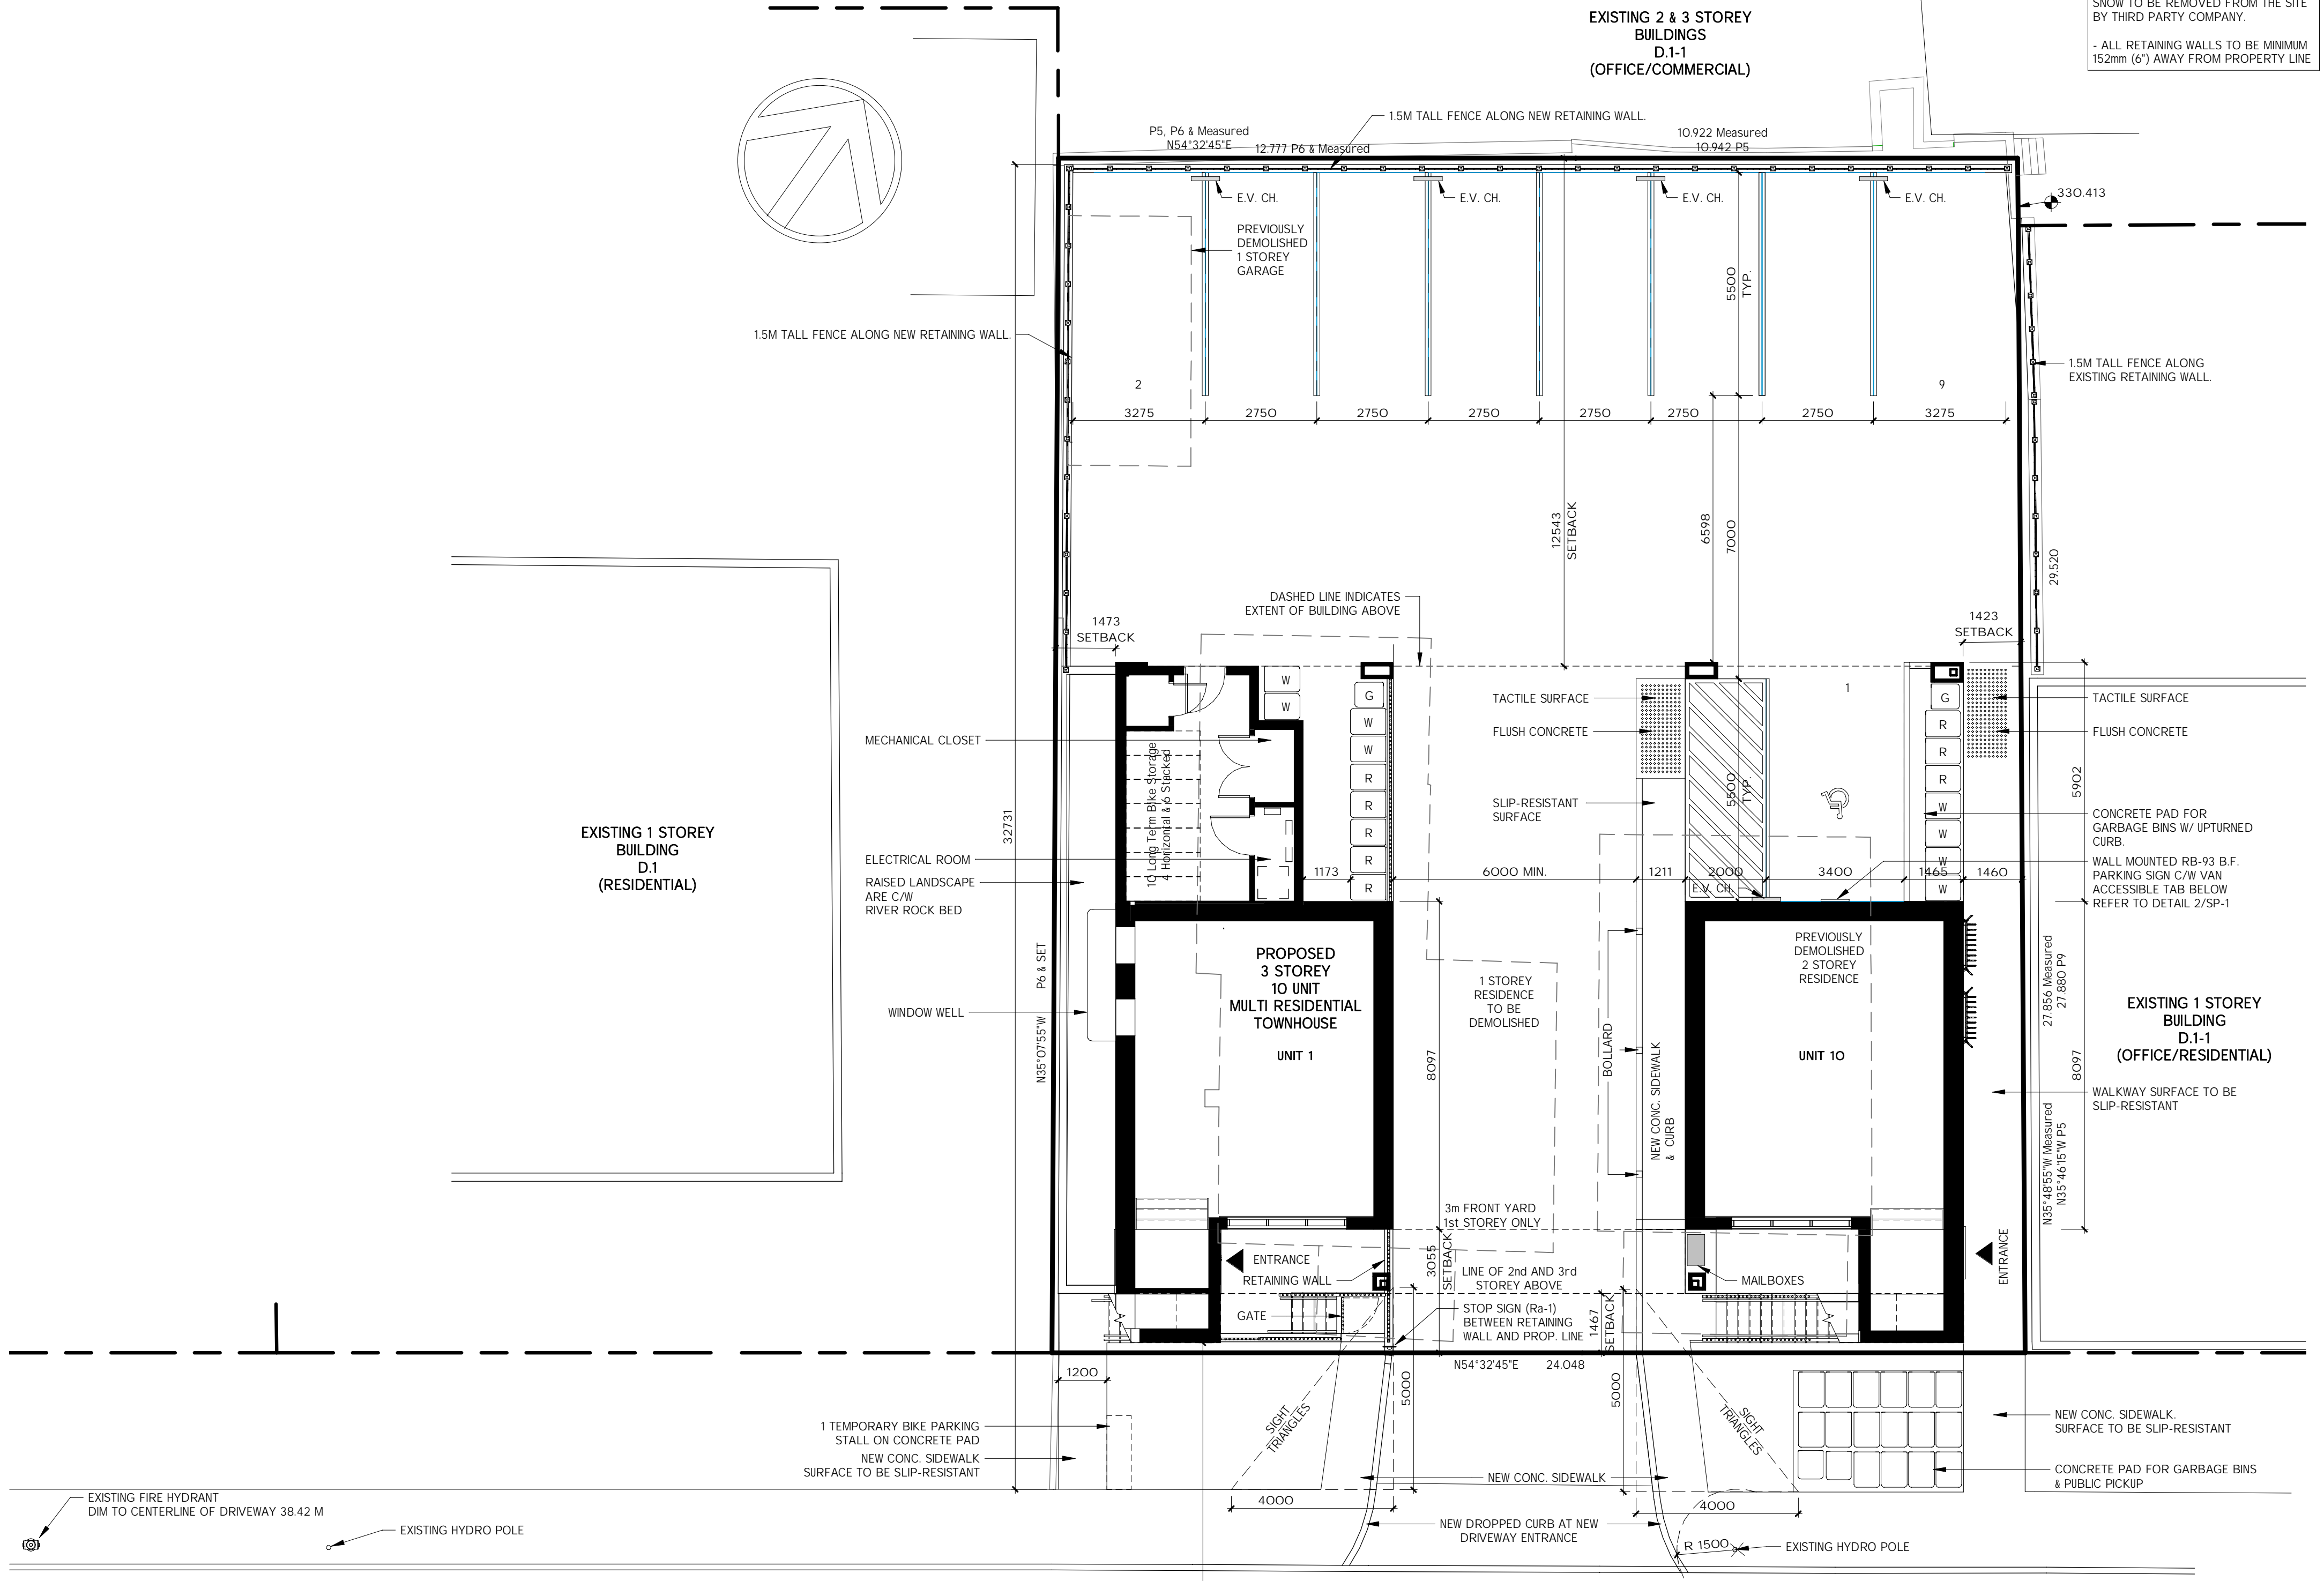 EXISTING 2 & 3 STOREY
BUILDINGS
D.1-1
(OFFICE/COMMERCIAL)
SNOW TO BE REMOVED FROM THE SITE
BY THIRD PARTY COMPANY.
- ALL RETAINING WALLS TO BE MINIMUM
152mm (6") AWAY FROM PROPERTY LINE
1.5M TALL FENCE ALONG NEW RETAINING WALL.
P5, P6 & Measured
N54°32'45"E
12.777 P6 & Measured
10.922 Measured
10.942 P5
E.V. CH.
E.V. CH.
E.V. CH.
E.V. CH.
330.413
PREVIOUSLY
DEMOLISHED
1 STOREY
GARAGE
5500
TYP.
1.5M TALL FENCE ALONG NEW RETAINING WALL.
1.5M TALL FENCE ALONG
EXISTING RETAINING WALL.
2
9
3275
2750
2750
2750
2750
2750
2750
3275
12543
SETBACK
6598
7000
29.520
DASHED LINE INDICATES
EXTENT OF BUILDING ABOVE
1473
SETBACK
1423
SETBACK
W
W
G
W
W
R
R
R
R
R
1
G
R
R
R
W
W
W
W
TACTILE SURFACE
FLUSH CONCRETE
SLIP-RESISTANT
SURFACE
5500
TYP.
TACTILE SURFACE
FLUSH CONCRETE
5902
MECHANICAL CLOSET
10 Long Term Bike Storage
4 Horizontal & 6 Stacked
32731
CONCRETE PAD FOR
GARBAGE BINS W/ UPTURNED
CURB.
WALL MOUNTED RB-93 B.F.
PARKING SIGN C/W VAN
ACCESSIBLE TAB BELOW
REFER TO DETAIL 2/SP-1
EXISTING 1 STOREY
BUILDING
D.1
(RESIDENTIAL)
ELECTRICAL ROOM
RAISED LANDSCAPE
ARE C/W
RIVER ROCK BED
1173
6000 MIN.
1211
2000
3400
1465
1460
E.V. CH.
N35°07'55"W P6 & SET
WINDOW WELL
PROPOSED
3 STOREY
10 UNIT
MULTI RESIDENTIAL
TOWNHOUSE
UNIT 1
8097
1 STOREY
RESIDENCE
TO BE
DEMOLISHED
BOLLARD
NEW CONC. SIDEWALK
& CURB
PREVIOUSLY
DEMOLISHED
2 STOREY
RESIDENCE
UNIT 10
27.856 Measured
27.880 P9
8097
EXISTING 1 STOREY
BUILDING
D.1-1
(OFFICE/RESIDENTIAL)
WALKWAY SURFACE TO BE
SLIP-RESISTANT
N35°48'55"W Measured
N35°46'15"W P5
3m FRONT YARD
1st STOREY ONLY
3055
SETBACK
LINE OF 2nd AND 3rd
STOREY ABOVE
ENTRANCE
RETAINING WALL
GATE
STOP SIGN (Ra-1)
BETWEEN RETAINING
WALL AND PROP. LINE
1467
SETBACK
MAILBOXES
ENTRANCE
N54°32'45"E 24.048
1200
5000
5000
SIGHT
TRIANGLES
SIGHT
TRIANGLES
1 TEMPORARY BIKE PARKING
STALL ON CONCRETE PAD
NEW CONC. SIDEWALK
SURFACE TO BE SLIP-RESISTANT
NEW CONC. SIDEWALK
NEW CONC. SIDEWALK.
SURFACE TO BE SLIP-RESISTANT
CONCRETE PAD FOR GARBAGE BINS
& PUBLIC PICKUP
4000
4000
EXISTING FIRE HYDRANT
DIM TO CENTERLINE OF DRIVEWAY 38.42 M
EXISTING HYDRO POLE
NEW DROPPED CURB AT NEW
DRIVEWAY ENTRANCE
R 1500
EXISTING HYDRO POLE